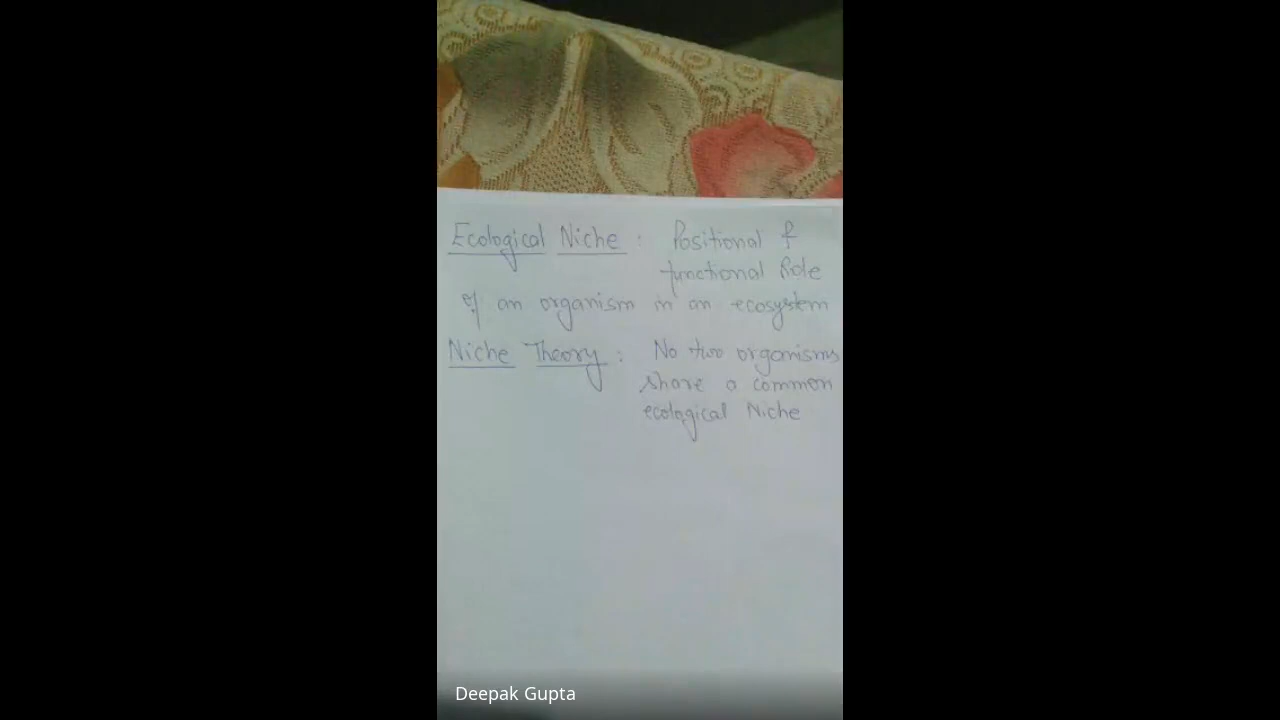 Ecological Niche : Positional &
functional Role
of an organism in an ecosystem
Niche Theory : No two organisms
share a common
ecological Niche
Deepak Gupta